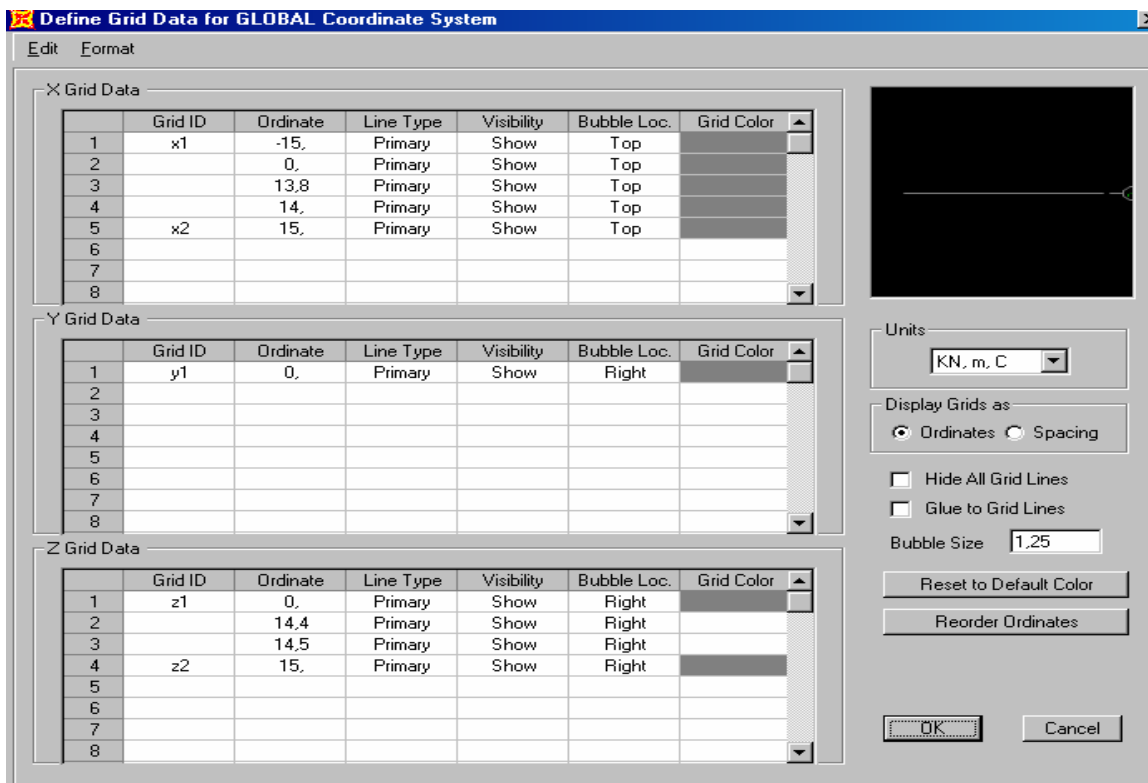 Define Grid Data for GLOBAL Coordinate System
Edit Format
X Grid Data
Grid ID Ordinate Line Type Visibility Bubble Loc. Grid Color
1 x1 -15, Primary Show Top
2 0, Primary Show Top
3 13,8 Primary Show Top
4 14, Primary Show Top
5 x2 15, Primary Show Top
6
7
8
Y Grid Data
Grid ID Ordinate Line Type Visibility Bubble Loc. Grid Color
1 y1 0, Primary Show Right
2
3
4
5
6
7
8
Z Grid Data
Grid ID Ordinate Line Type Visibility Bubble Loc. Grid Color
1 z1 0, Primary Show Right
2 14,4 Primary Show Right
3 14,5 Primary Show Right
4 z2 15, Primary Show Right
5
6
7
8
Units
KN, m, C
Display Grids as
Ordinates Spacing
Hide All Grid Lines
Glue to Grid Lines
Bubble Size 1,25
Reset to Default Color
Reorder Ordinates
OK Cancel